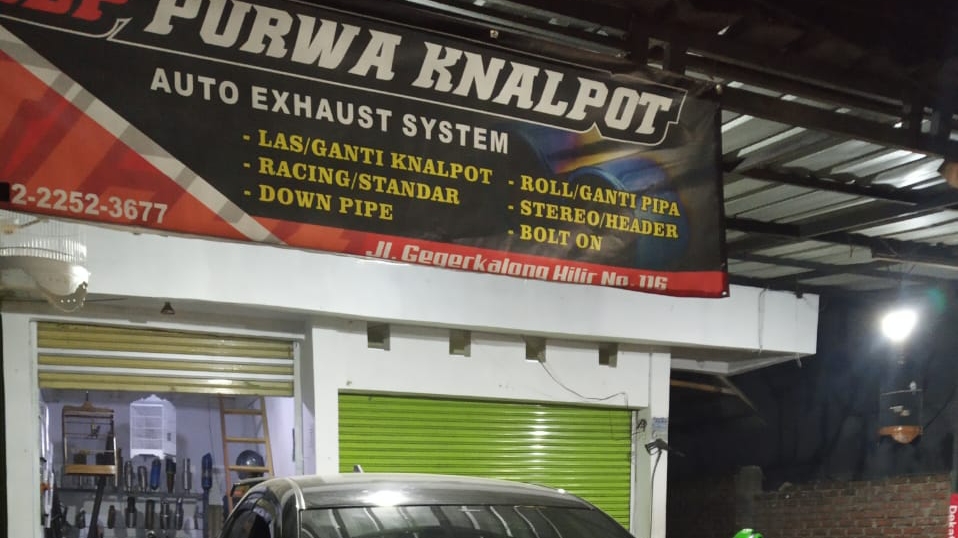 PURWA KNALPOT
AUTO EXHAUST SYSTEM
- LAS/GANTI KNALPOT
- RACING/STANDAR
- DOWN PIPE
- ROLL/GANTI PIPA
- STEREO/HEADER
- BOLT ON
2-2252-3677
Jl. Gegerkalong Hilir No. 116